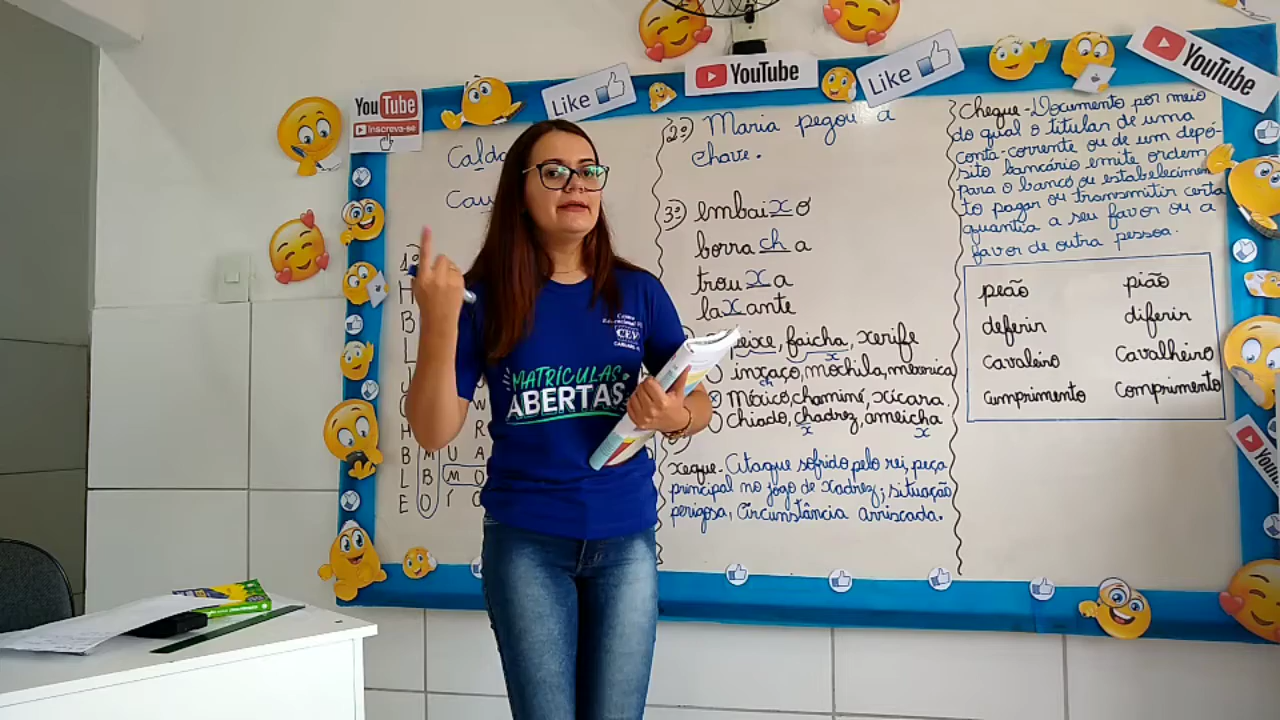 YouTube
Inscreva-se
Like
YouTube
Like
YouTube
2º) Maria pegou a
chave.
3º) embaixo
borracha
trouxa
laxante
peixe, faicha, xerife
x
inxaço, mochila, mexerica
ch
México, chaminé, xícara.
Chiado, chadrez, ameicha
x x
Xeque- Ataque sofrido pelo rei, peça
principal no jogo de xadrez; situação
perigosa, Circunstância arriscada.
Cheque- Documento por meio
do qual o titular de uma
conta-corrente ou de um depó-
sito bancário emite ordem
para o banco ou estabelecimen
to pagar ou transmitir certa
quantia a seu favor ou a
favor de outra pessoa.
peão pião
deferir diferir
Cavaleiro Cavalheiro
Cumprimento Comprimento
MATRÍCULAS
ABERTAS
CEV